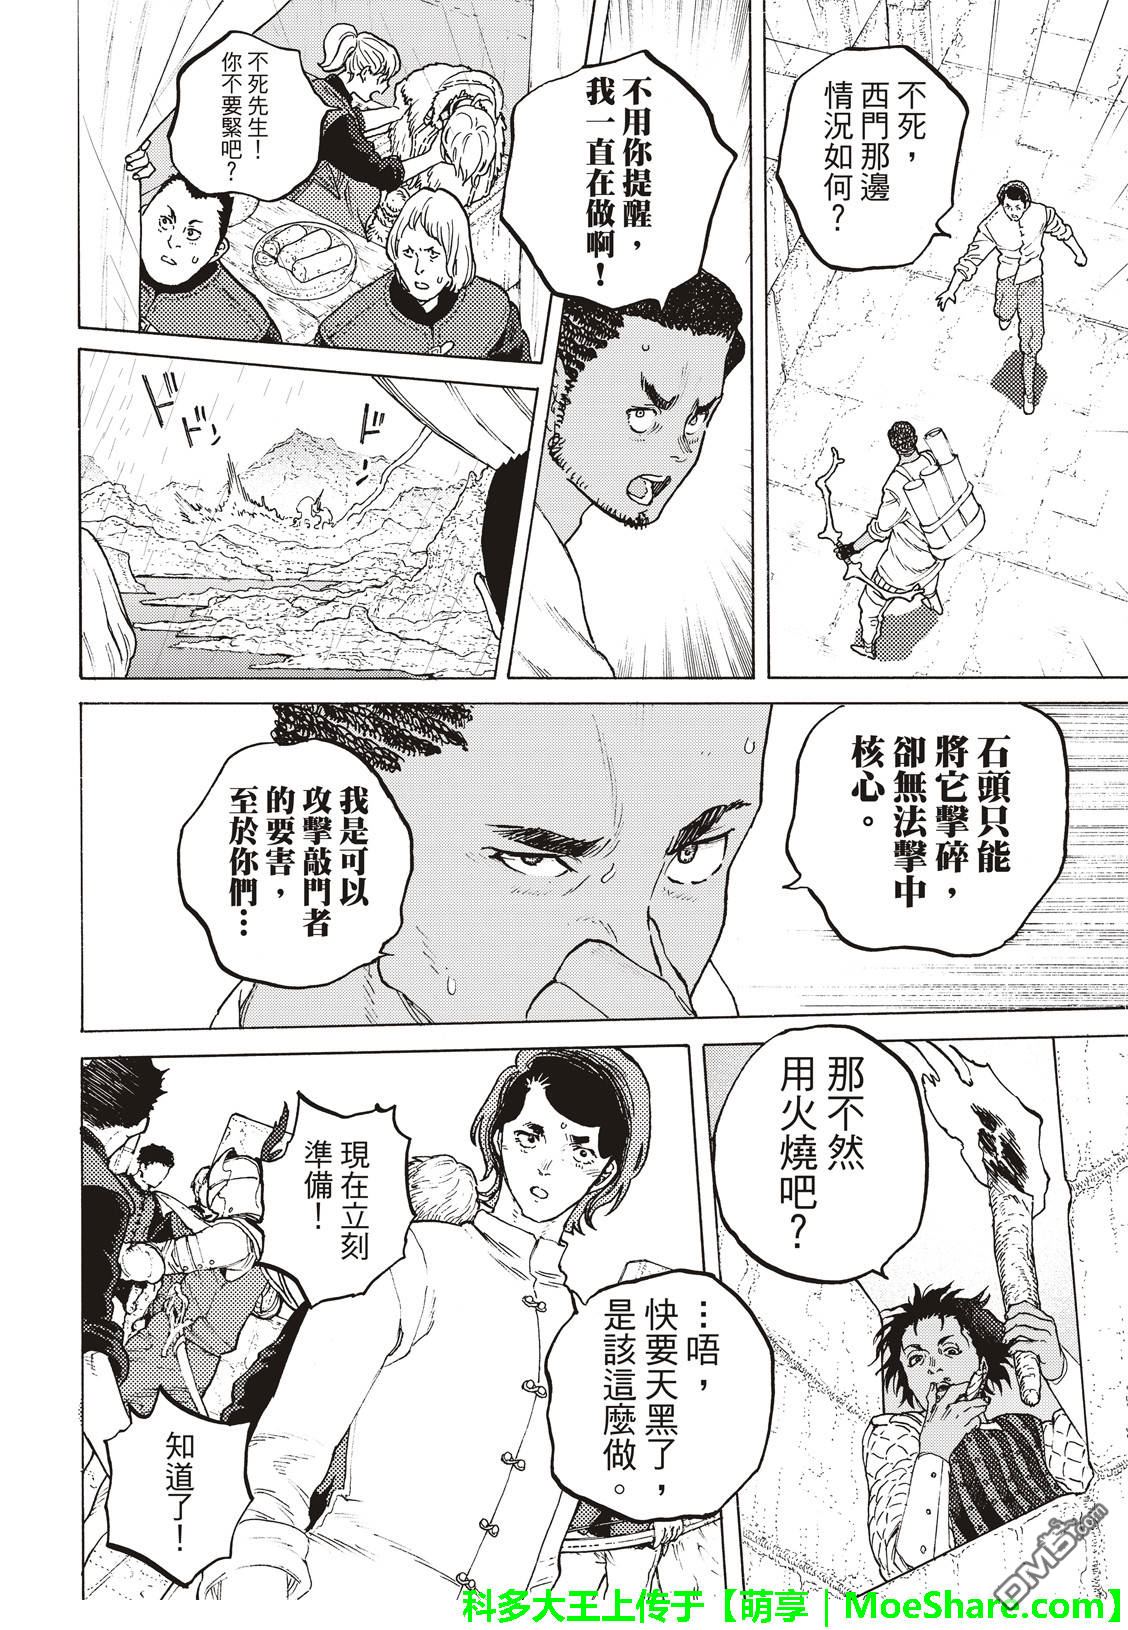 不死，
西門那邊
情況如何？
不用你提醒，
我一直在做啊！
不死先生！
你不要緊吧？
ドドン
ドン
石頭只能
將它擊碎，
卻無法擊中
核心。
我是可以
攻擊敲門者
的要害，
至於你們…
那不然
用火燒吧？
…唔，
快要天黑了，
是該這麼做。
現在立刻
準備！
知道了！
科多大王上传于【萌享｜MoeShare.com】
DM5.com